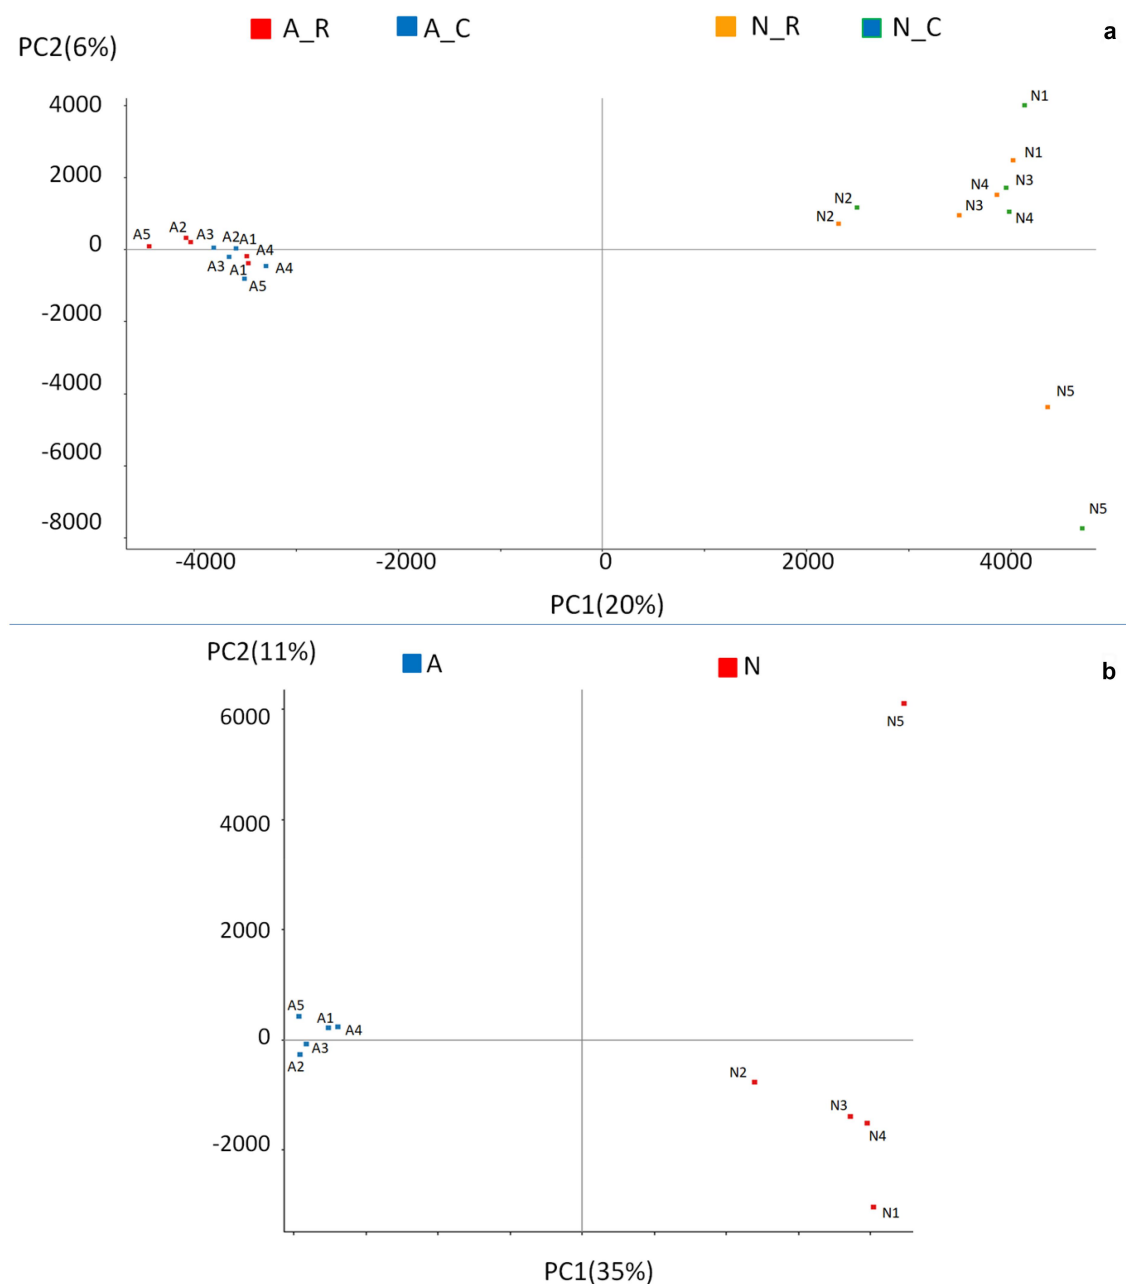 A_R A_C N_R N_C a
PC2(6%)
4000
N1
N1
2000
N4 N3
N2 N3 N4
N2
A5 A2 A3 A2 A1
0
A4
A3 A1 A4
A5
-2000
-4000
N5
-6000
N5
-8000
-4000 -2000 0 2000 4000
PC1(20%)
PC2(11%) A N b
6000
N5
4000
2000
A5
A1
A4
0
A3
A2
N2
N3
N4
-2000
N1
PC1(35%)